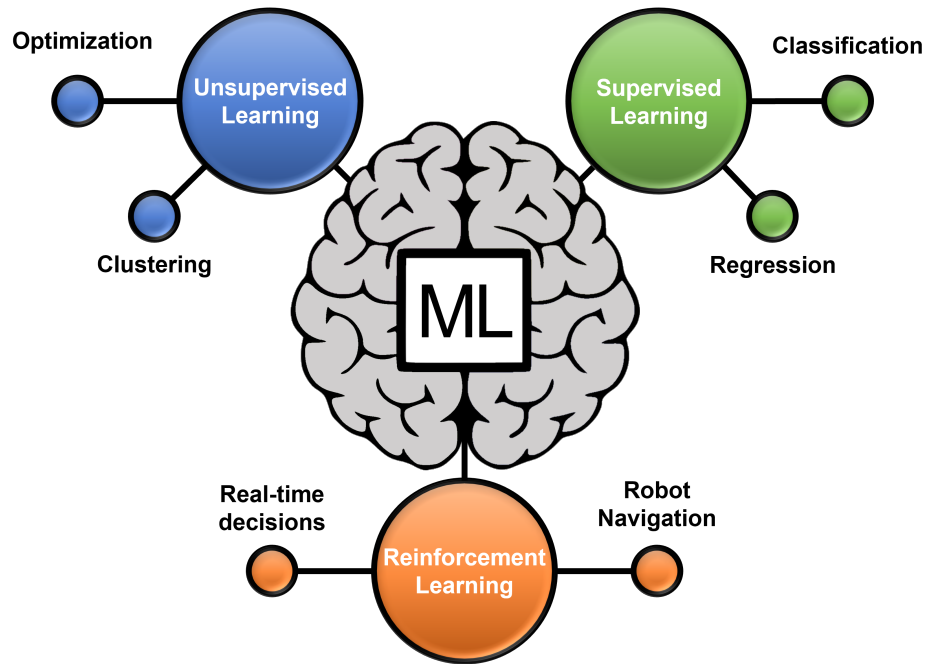 Optimization
Unsupervised
Learning
Clustering
Supervised
Learning
Classification
Regression
ML
Real-time
decisions
Reinforcement
Learning
Robot
Navigation